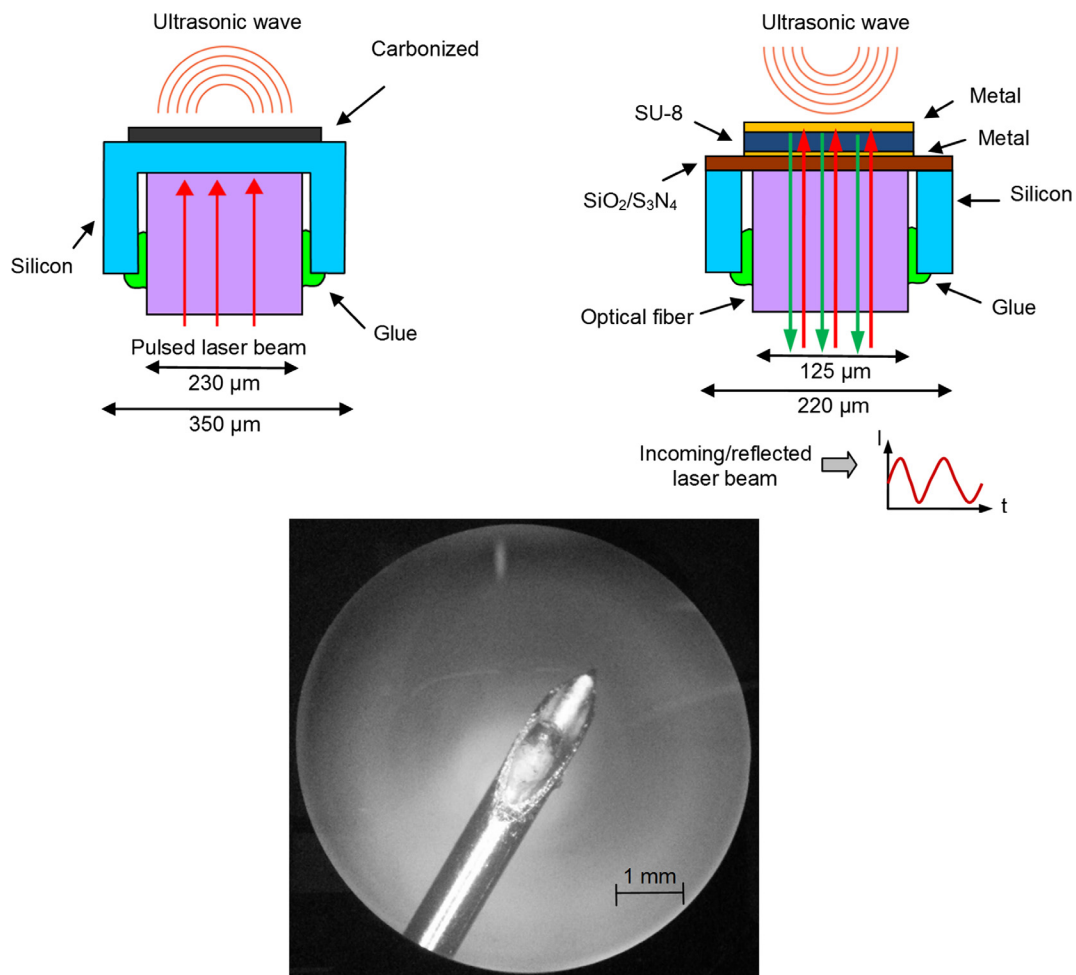 Ultrasonic wave
Carbonized
Silicon
Glue
Pulsed laser beam
230 µm
350 µm
Ultrasonic wave
Metal
SU-8
Metal
SiO₂/S₃N₄
Silicon
Optical fiber
Glue
125 µm
220 µm
Incoming/reflected
laser beam
I
t
1 mm